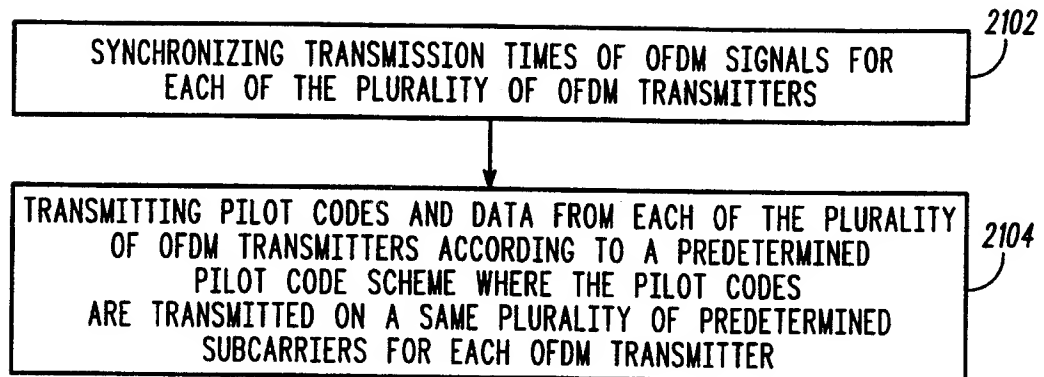 2102
SYNCHRONIZING TRANSMISSION TIMES OF OFDM SIGNALS FOR
EACH OF THE PLURALITY OF OFDM TRANSMITTERS
TRANSMITTING PILOT CODES AND DATA FROM EACH OF THE PLURALITY
OF OFDM TRANSMITTERS ACCORDING TO A PREDETERMINED
2104
PILOT CODE SCHEME WHERE THE PILOT CODES
ARE TRANSMITTED ON A SAME PLURALITY OF PREDETERMINED
SUBCARRIERS FOR EACH OFDM TRANSMITTER